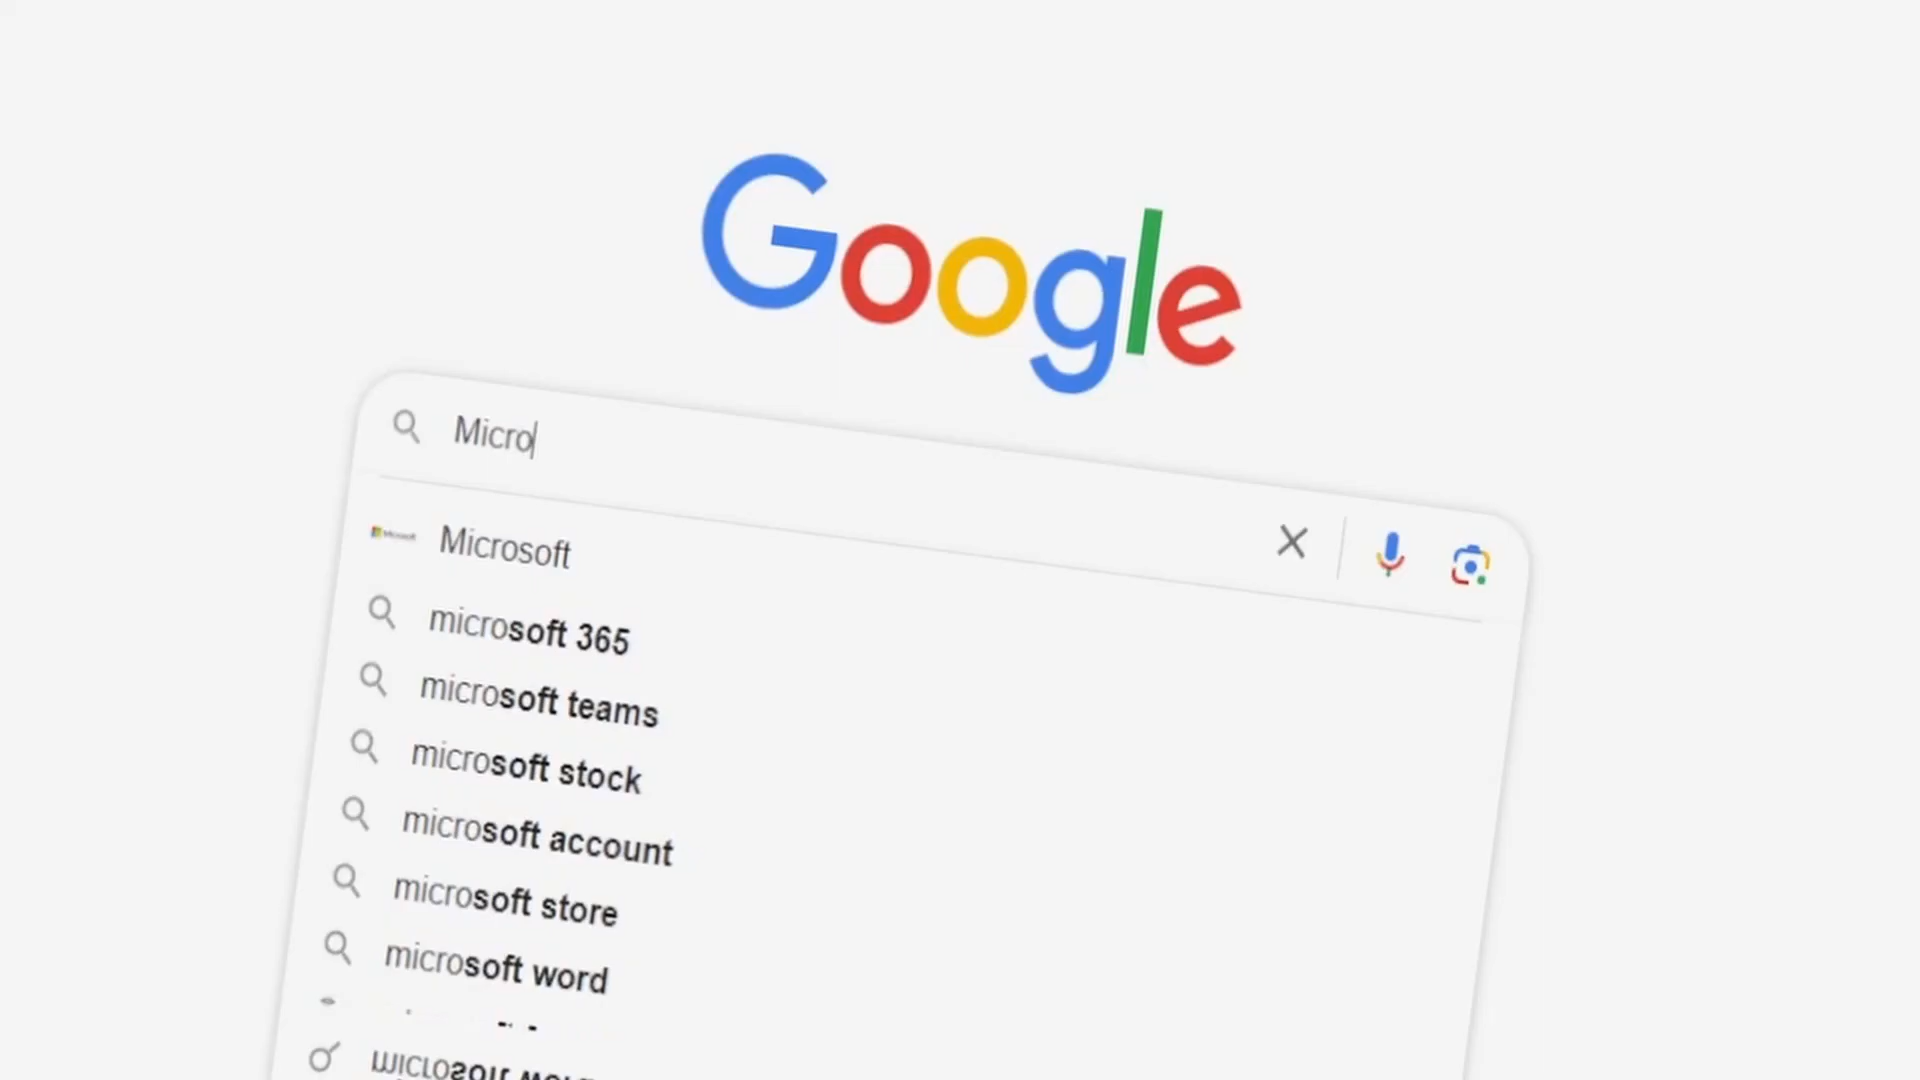 Google
Micro
Microsoft
microsoft 365
microsoft teams
microsoft stock
microsoft account
microsoft store
microsoft word